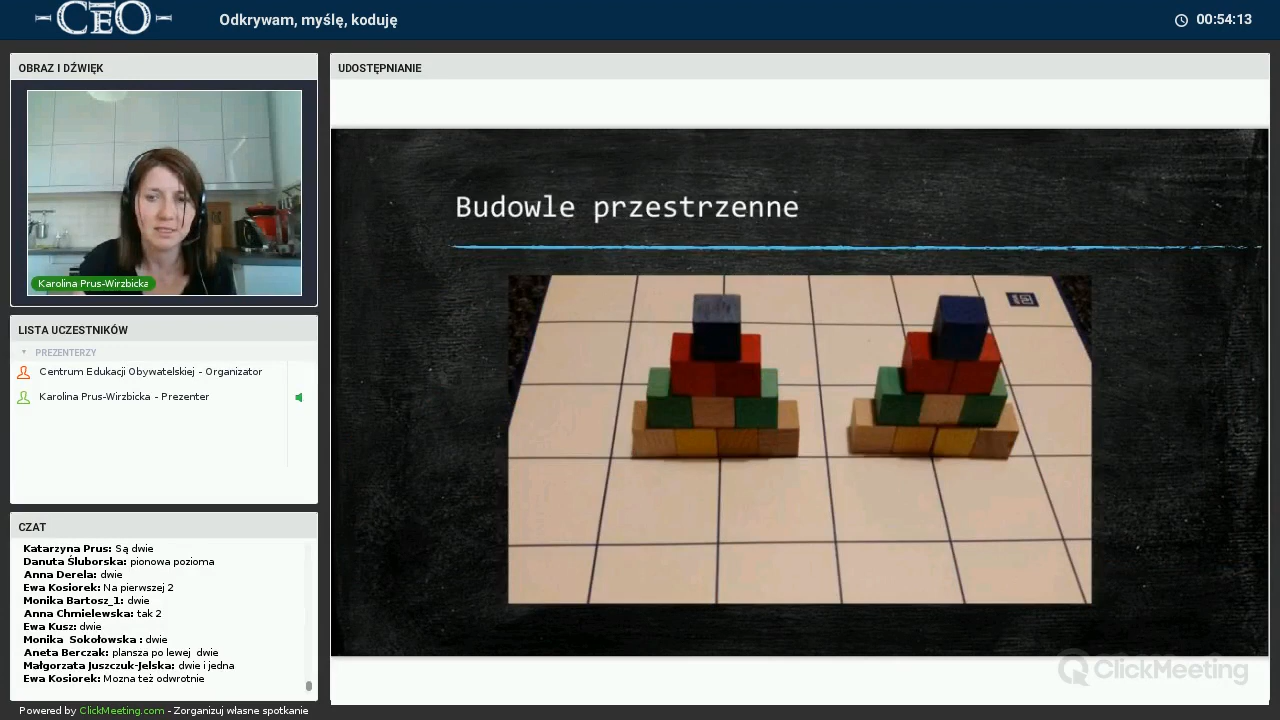 CEO
Odkrywam, myślę, koduję
00:54:13
OBRAZ I DŹWIĘK
Karolina Prus-Wirzbicka
LISTA UCZESTNIKÓW
PREZENTERZY
Centrum Edukacji Obywatelskiej - Organizator
Karolina Prus-Wirzbicka - Prezenter
CZAT
Katarzyna Prus: Są dwie
Danuta Śluborska: pionowa pozioma
Anna Derela: dwie
Ewa Kosiorek: Na pierwszej 2
Monika Bartosz_1: dwie
Anna Chmielewska: tak 2
Ewa Kusz: dwie
Monika Sokołowska : dwie
Aneta Berczak: plansza po lewej dwie
Małgorzata Juszczuk-Jelska: dwie i jedna
Ewa Kosiorek: Mozna też odwrotnie
Powered by ClickMeeting.com - Zorganizuj własne spotkanie
UDOSTĘPNIANIE
Budowle przestrzenne
ClickMeeting